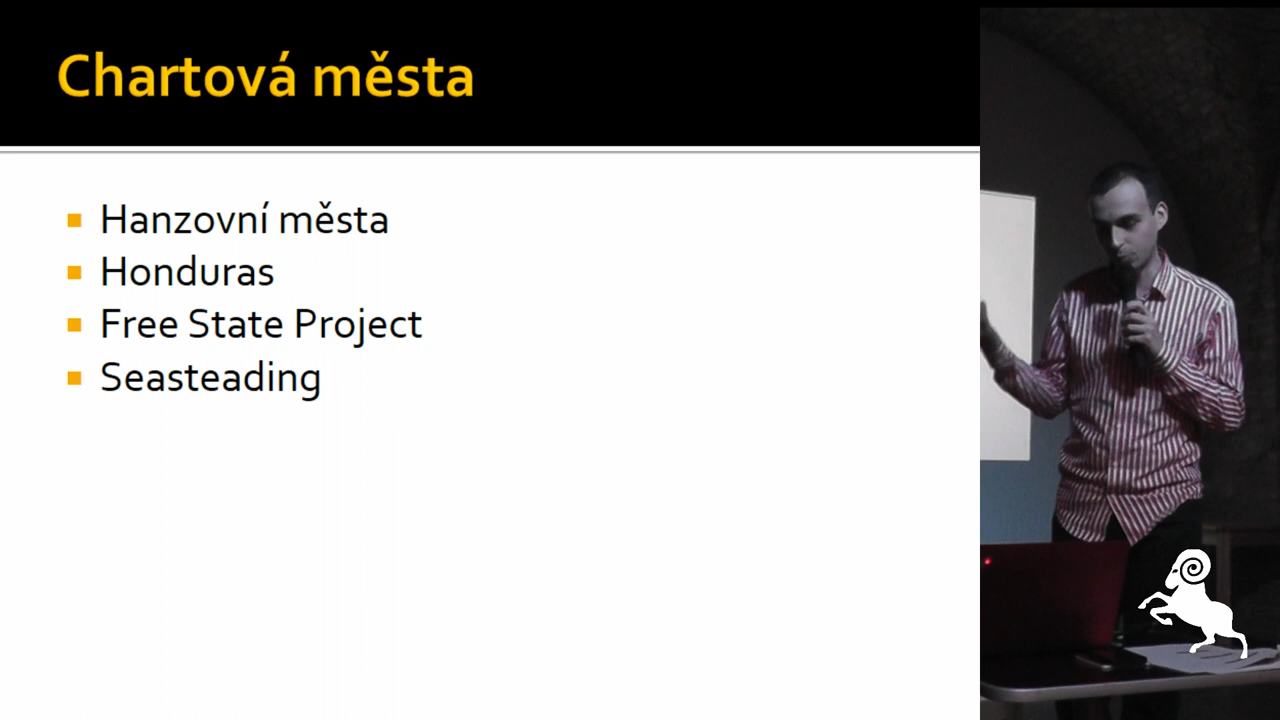 Chartová města
Hanzovní města
Honduras
Free State Project
Seasteading